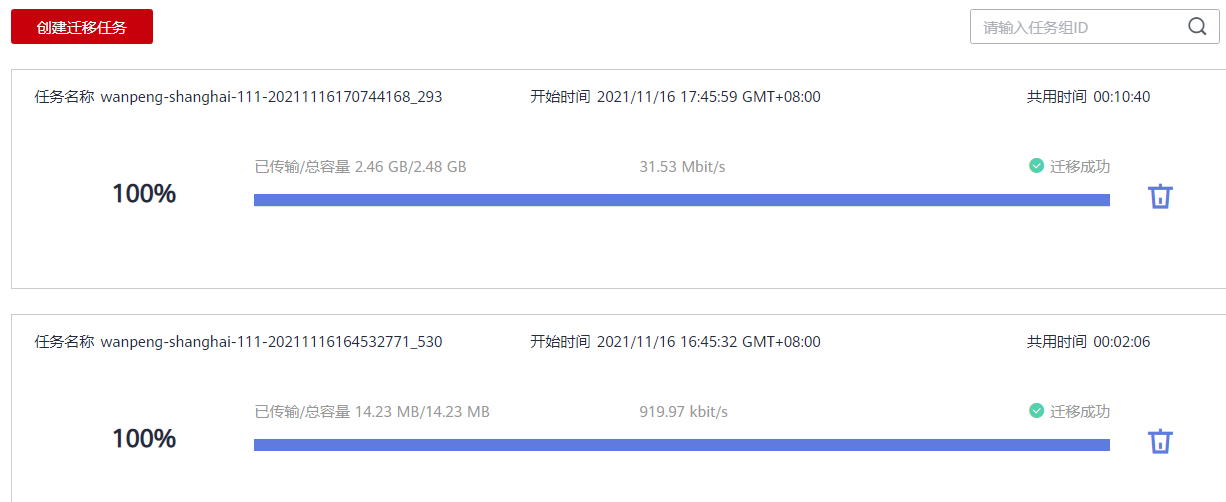 创建迁移任务
请输入任务组ID
任务名称 wanpeng-shanghai-111-20211116170744168_293 开始时间 2021/11/16 17:45:59 GMT+08:00 共用时间 00:10:40
已传输/总容量 2.46 GB/2.48 GB 31.53 Mbit/s 迁移成功
100%
任务名称 wanpeng-shanghai-111-20211116164532771_530 开始时间 2021/11/16 16:45:32 GMT+08:00 共用时间 00:02:06
已传输/总容量 14.23 MB/14.23 MB 919.97 kbit/s 迁移成功
100%